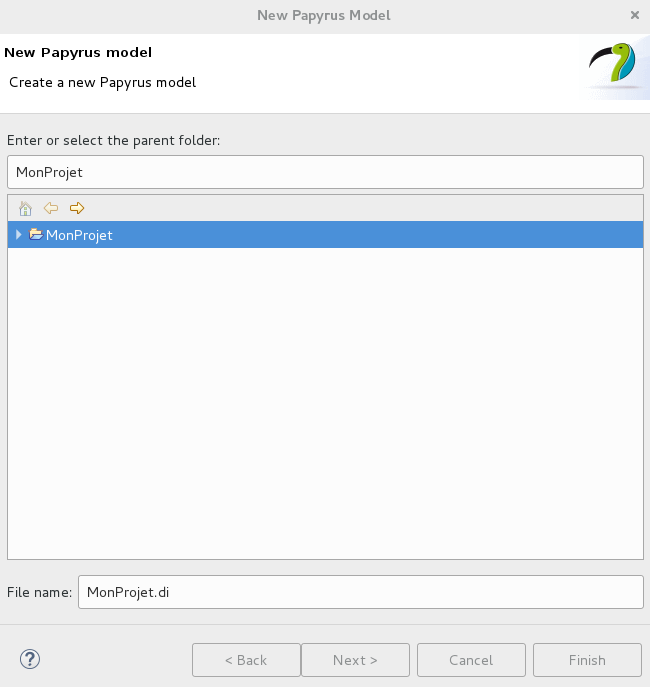 New Papyrus Model
New Papyrus model
Create a new Papyrus model
Enter or select the parent folder:
MonProjet
MonProjet
File name: MonProjet.di
< Back Next > Cancel Finish